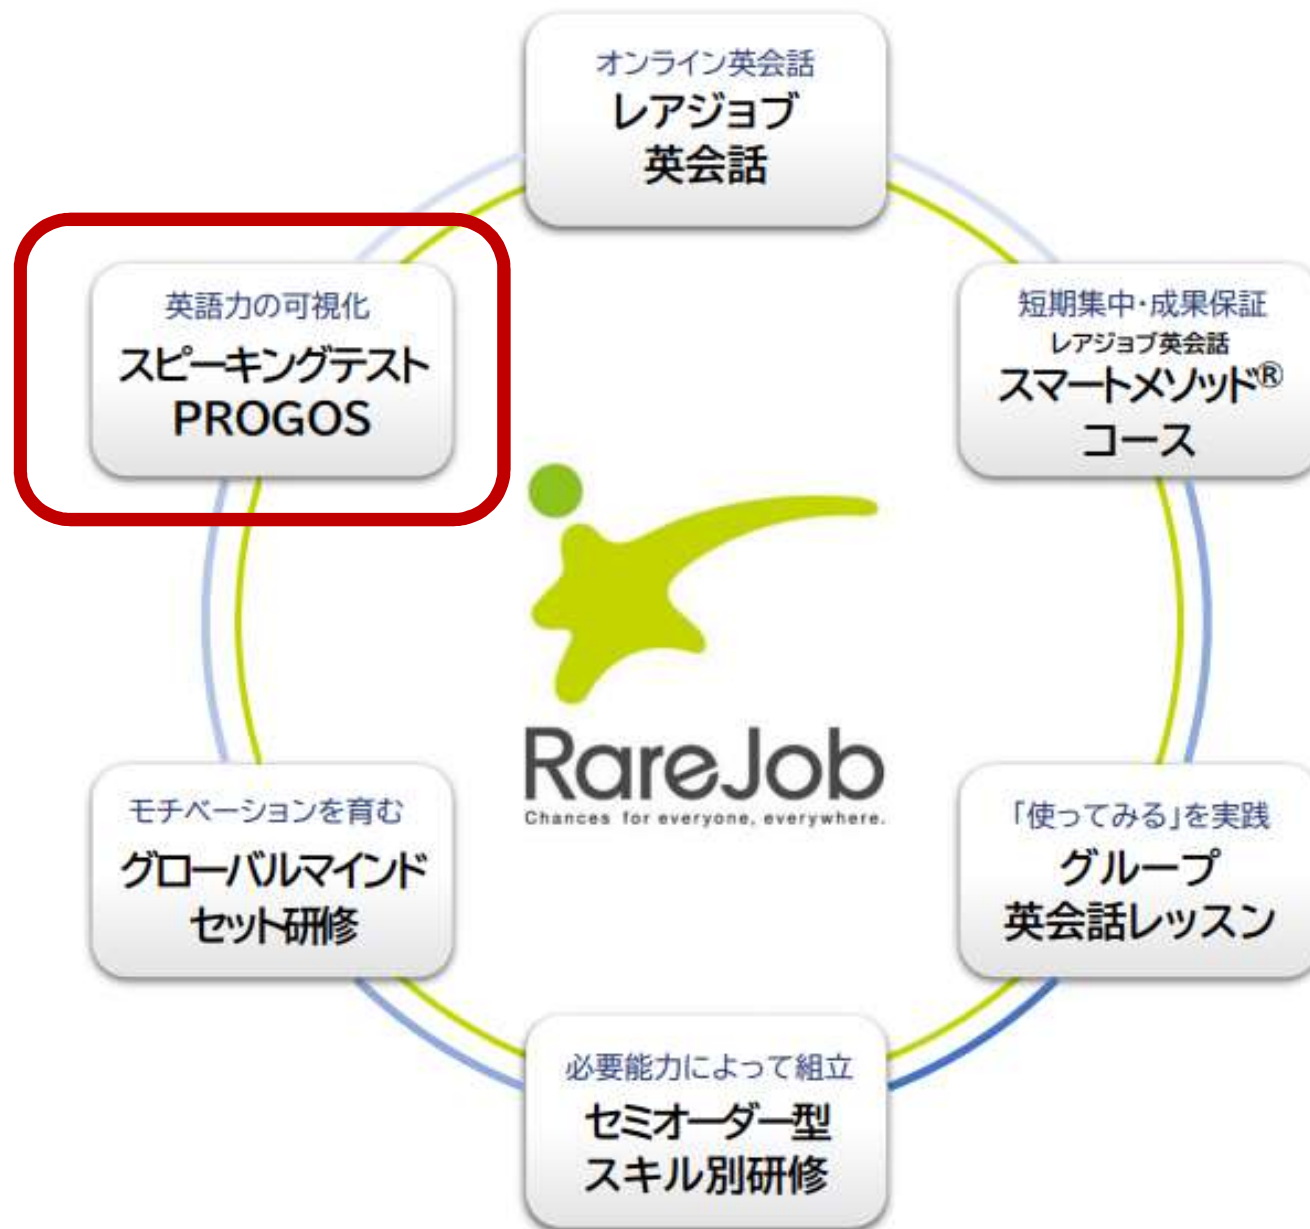 オンライン英会話
レアジョブ
英会話
短期集中・成果保証
レアジョブ英会話
スマートメソッド®
コース
「使ってみる」を実践
グループ
英会話レッスン
必要能力によって組立
セミオーダー型
スキル別研修
モチベーションを育む
グローバルマインド
セット研修
英語力の可視化
スピーキングテスト
PROGOS
RareJob
Chances for everyone, everywhere.